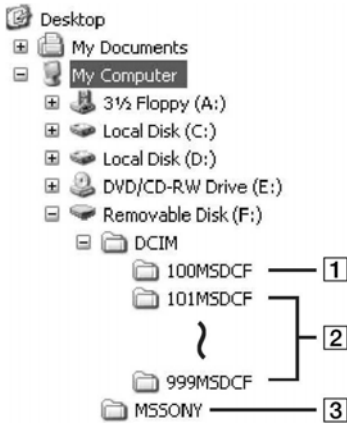 Desktop
My Documents
My Computer
3½ Floppy (A:)
Local Disk (C:)
Local Disk (D:)
DVD/CD-RW Drive (E:)
Removable Disk (F:)
DCIM
100MSDCF 1
101MSDCF
2
999MSDCF
MSSONY 3